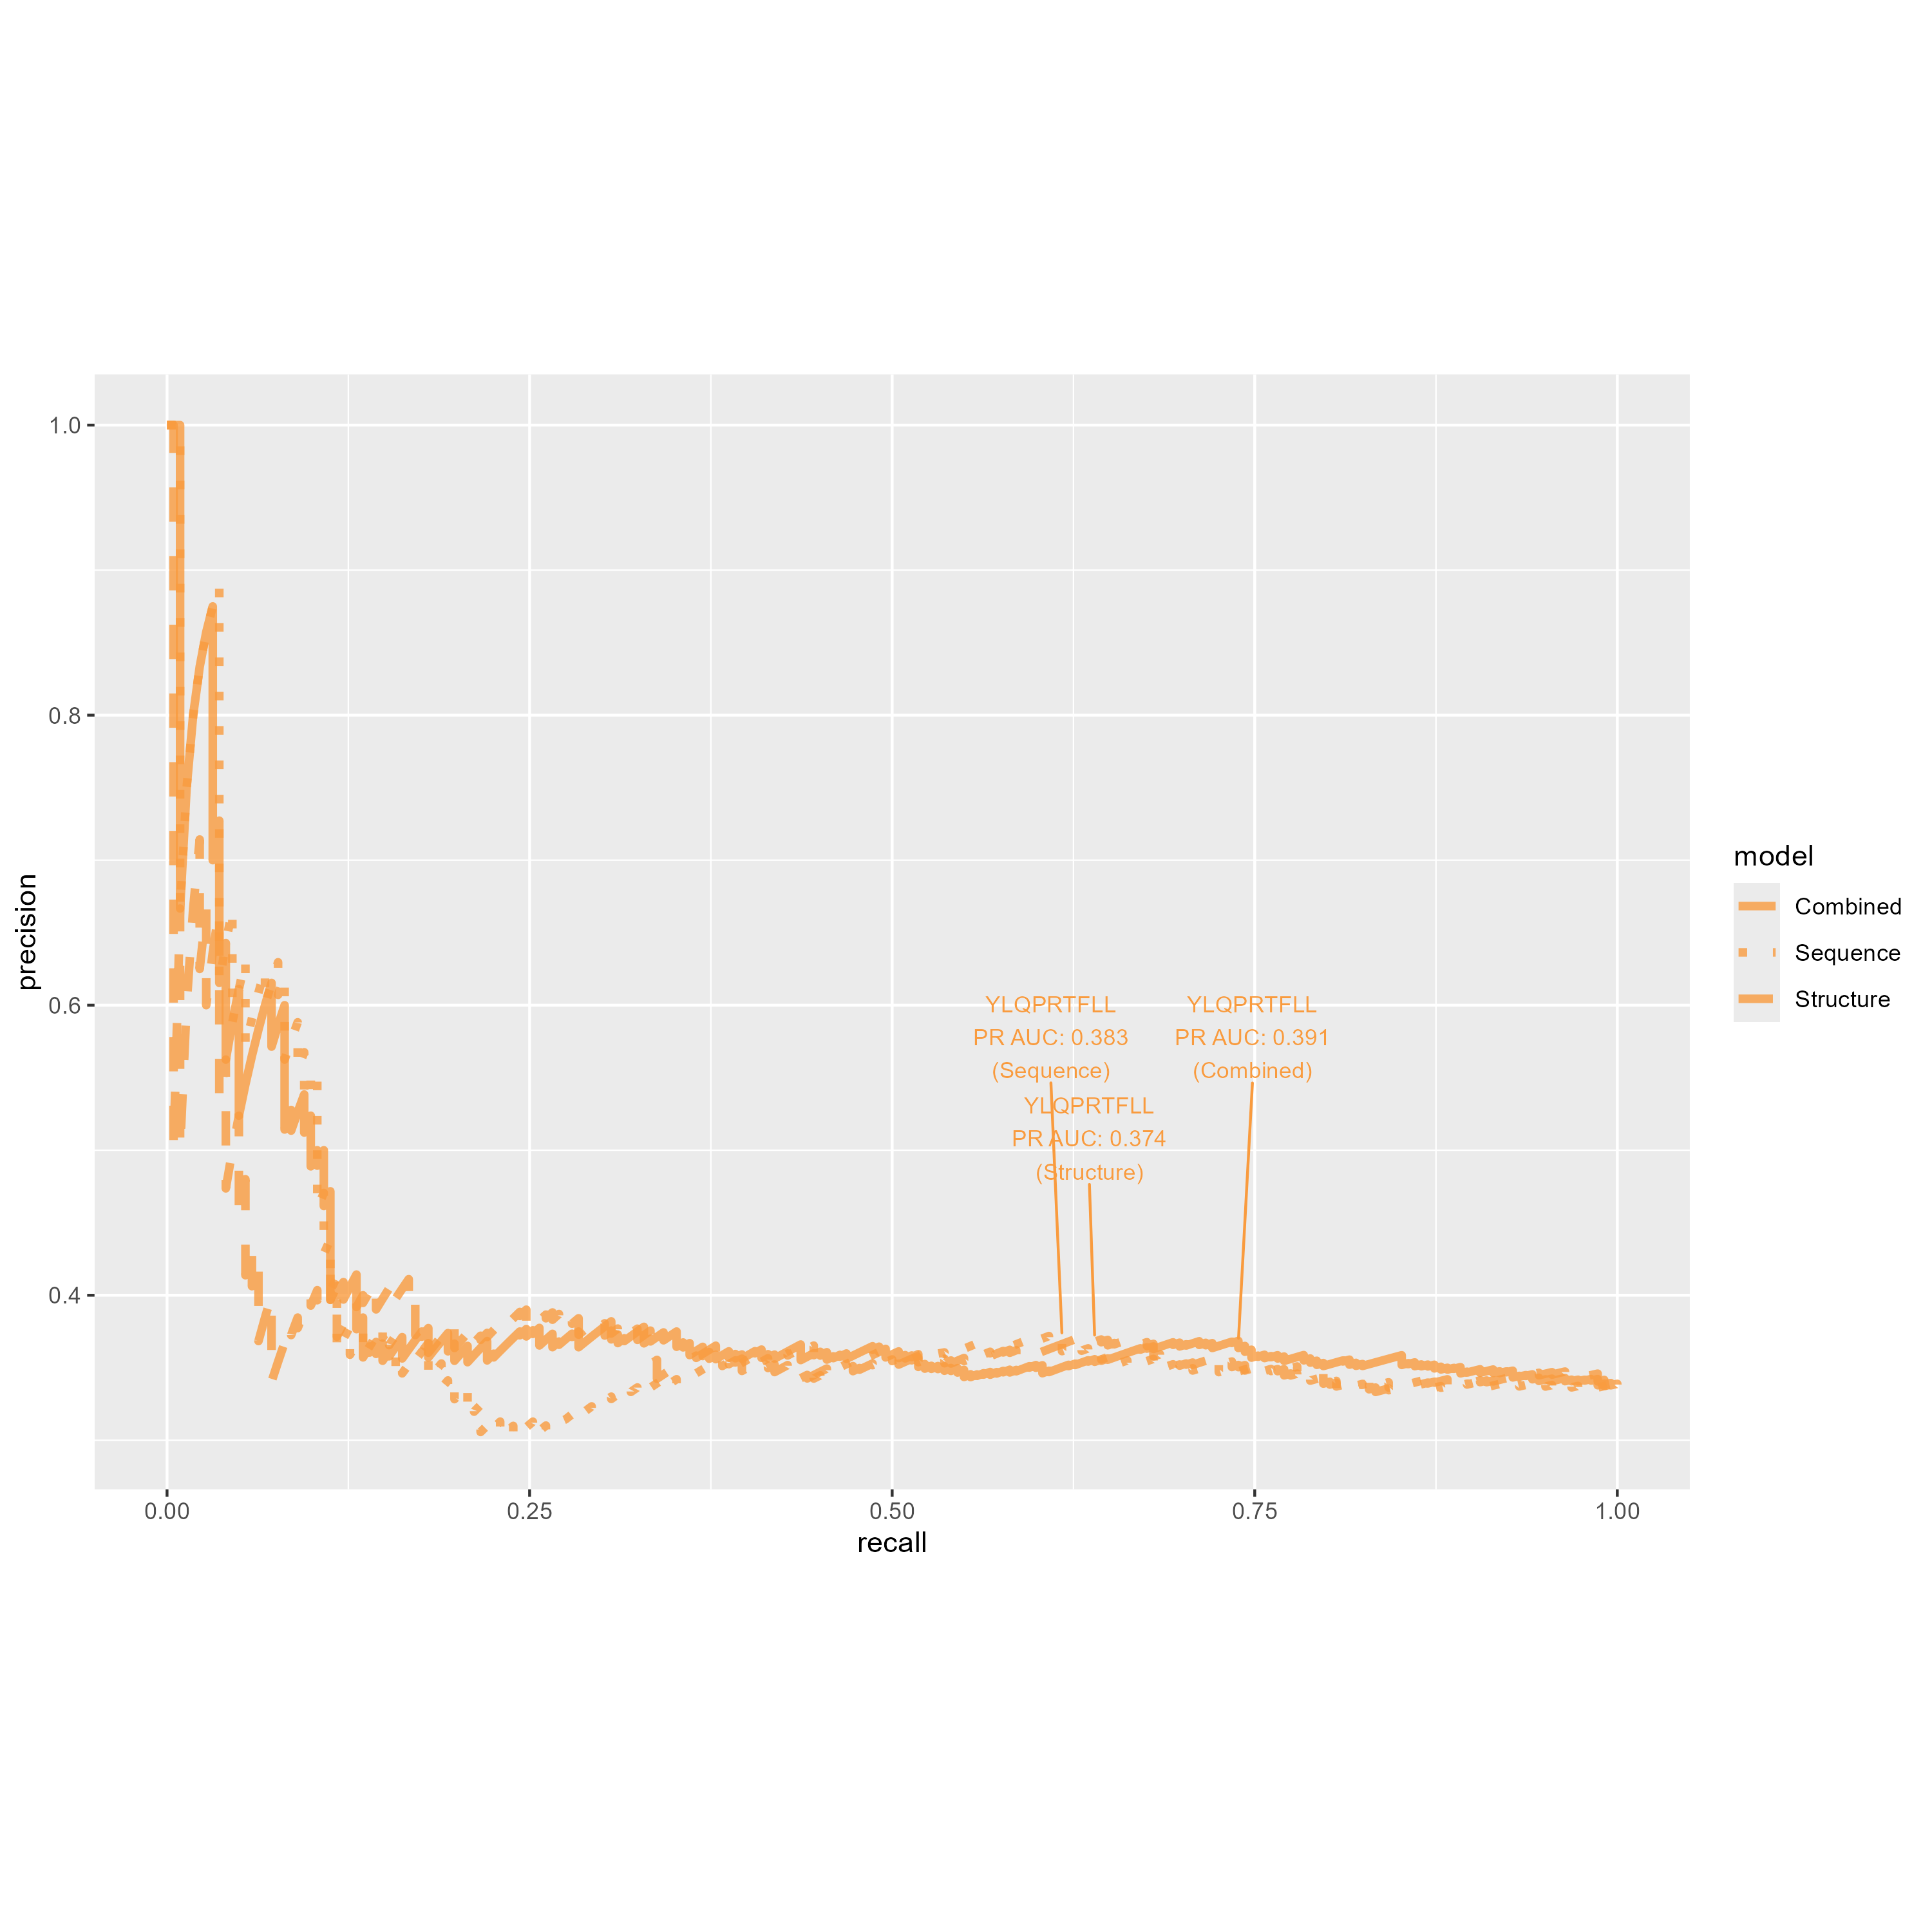 1.0
0.8
0.6
0.4
precision
YLQPRTFLL
PR AUC: 0.383
(Sequence)
YLQPRTFLL
PR AUC: 0.391
(Combined)
YLQPRTFLL
PR AUC: 0.374
(Structure)
0.00
0.25
0.50
0.75
1.00
recall
model
Combined
Sequence
Structure